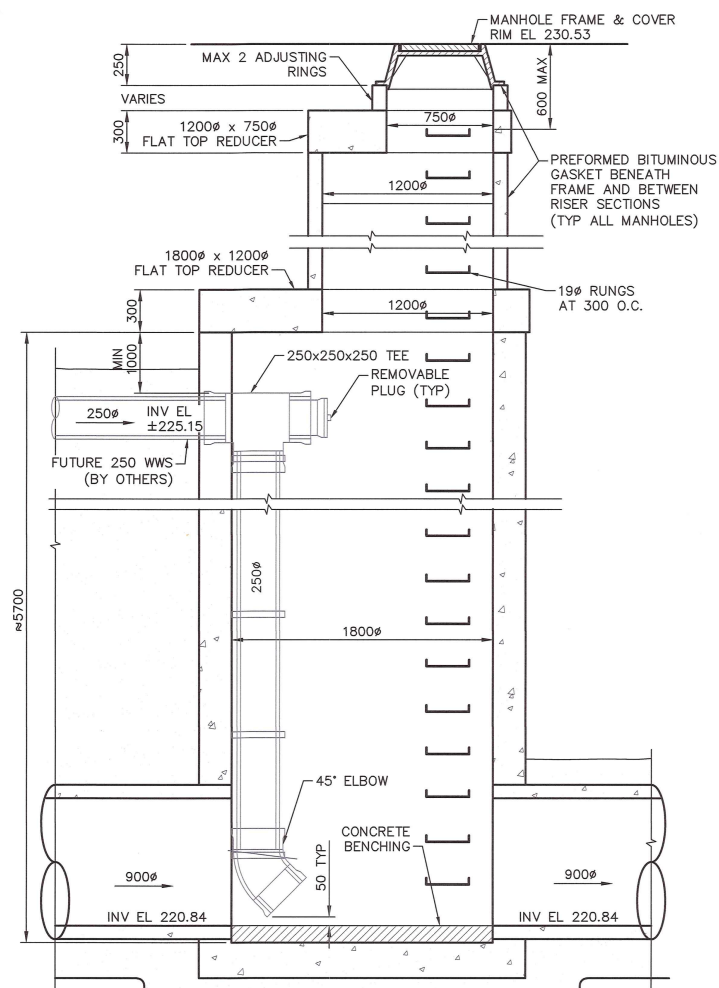 MANHOLE FRAME & COVER
RIM EL 230.53
MAX 2 ADJUSTING
RINGS
250
600 MAX
VARIES
750ø
1200ø x 750ø
FLAT TOP REDUCER
300
PREFORMED BITUMINOUS
GASKET BENEATH
FRAME AND BETWEEN
RISER SECTIONS
(TYP ALL MANHOLES)
1200ø
1800ø x 1200ø
FLAT TOP REDUCER
19ø RUNGS
AT 300 O.C.
300
1200ø
MIN
1000
250x250x250 TEE
REMOVABLE
PLUG (TYP)
250ø
INV EL
±225.15
FUTURE 250 WWS
(BY OTHERS)
250ø
≈5700
1800ø
45° ELBOW
CONCRETE
BENCHING
50 TYP
900ø
INV EL 220.84
900ø
INV EL 220.84